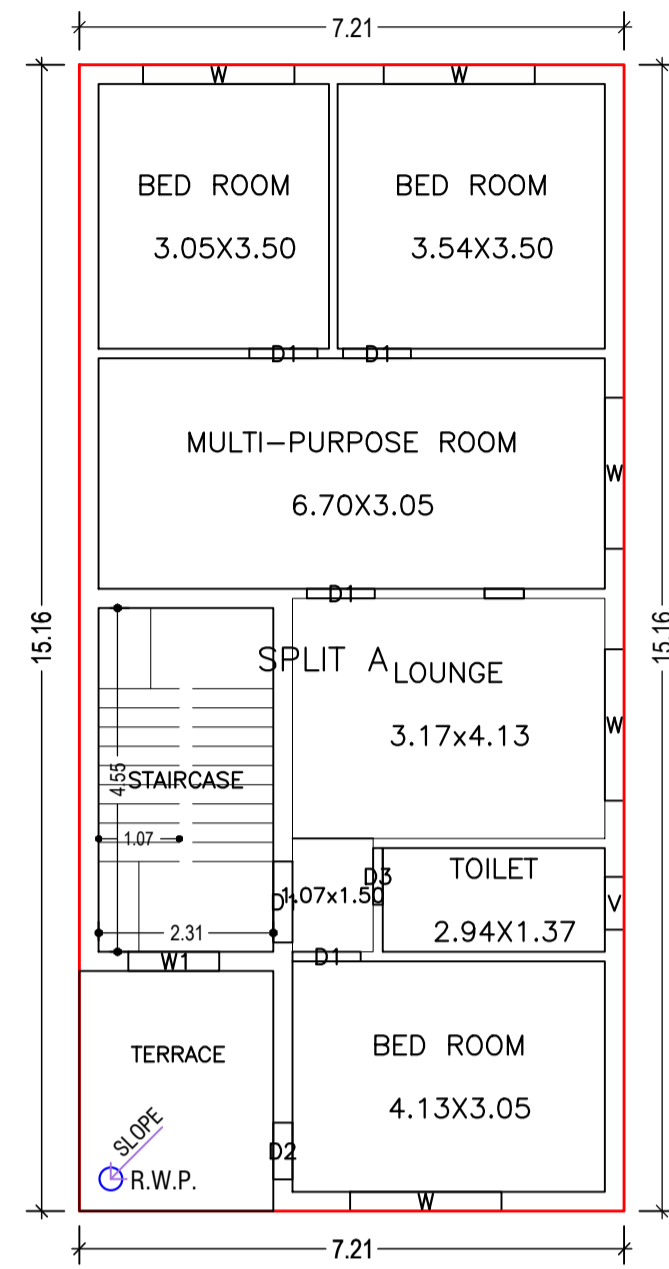 7.21
W
W
BED ROOM
BED ROOM
3.05X3.50
3.54X3.50
D1
D1
MULTI-PURPOSE ROOM
W
6.70X3.05
D1
15.16
15.16
SPLIT A
LOUNGE
W
3.17x4.13
4.55
STAIRCASE
1.07
TOILET
D3
1.07x1.50
D
V
2.94X1.37
2.31
W1
D1
TERRACE
BED ROOM
4.13X3.05
SLOPE
D2
R.W.P.
W
7.21